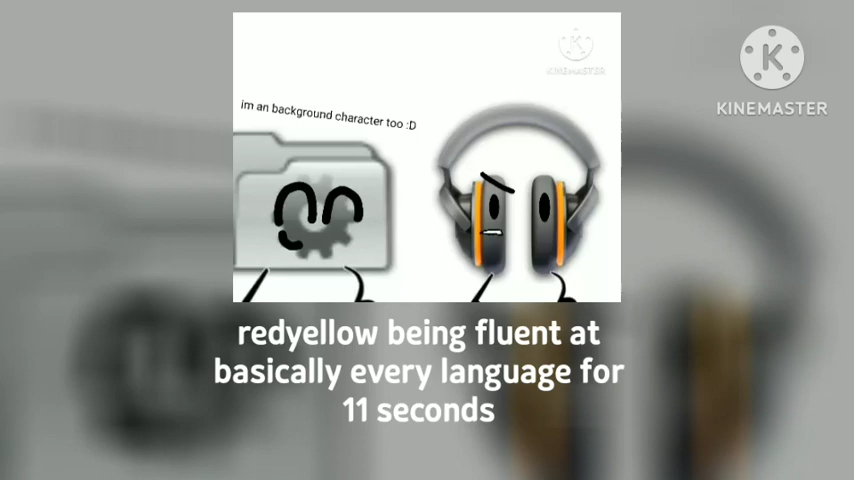 KINEMASTER
KINEMASTER
im an background character too :D
redyellow being fluent at
basically every language for
11 seconds